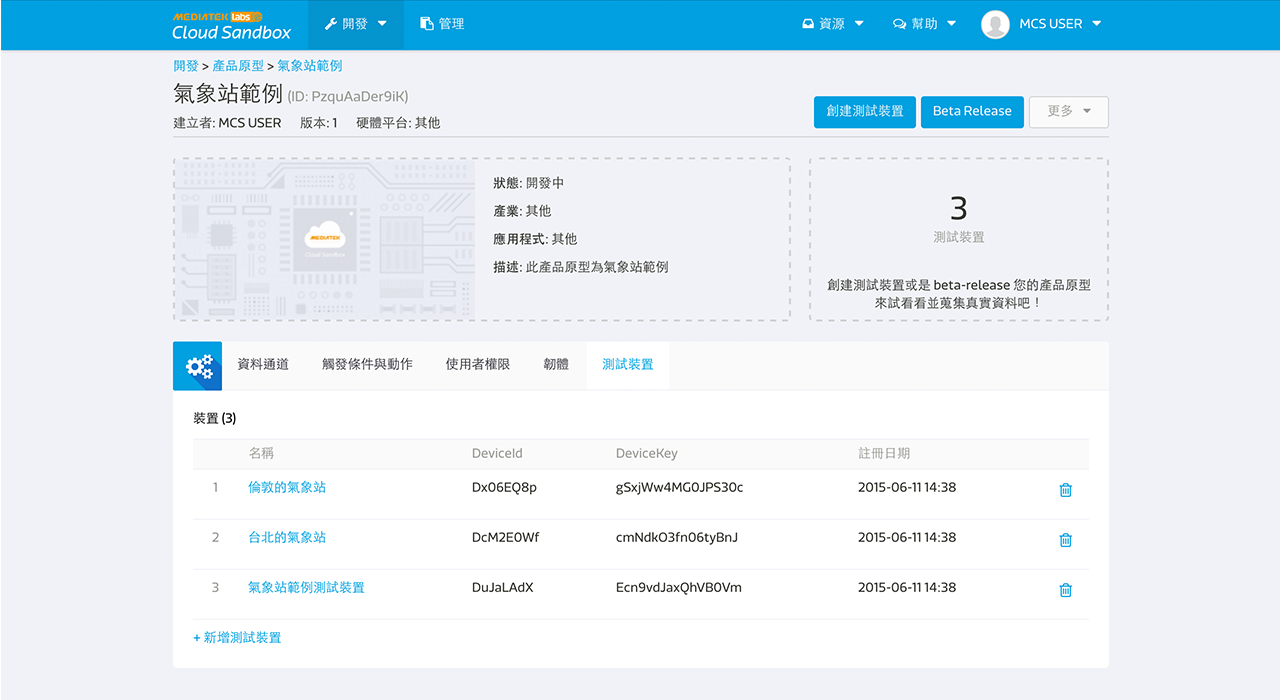 MEDIATEK labs
Cloud Sandbox
開發
管理
資源
幫助
MCS USER
開發 > 產品原型 > 氣象站範例
氣象站範例 (ID: PzquAaDer9iK)
建立者: MCS USER 版本: 1 硬體平台: 其他
創建測試裝置
Beta Release
更多
MEDIATEK
Cloud Sandbox
狀態: 開發中
產業: 其他
應用程式: 其他
描述: 此產品原型為氣象站範例
3
測試裝置
創建測試裝置或是 beta-release 您的產品原型
來試看看並蒐集真實資料吧！
資料通道 觸發條件與動作 使用者權限 韌體 測試裝置
裝置 (3)
名稱 DeviceId DeviceKey 註冊日期
1 倫敦的氣象站 Dx06EQ8p gSxjWw4MG0JPS30c 2015-06-11 14:38
2 台北的氣象站 DcM2E0Wf cmNdkO3fn06tyBnJ 2015-06-11 14:38
3 氣象站範例測試裝置 DuJaLAdX Ecn9vdJaxQhVB0Vm 2015-06-11 14:38
+ 新增測試裝置